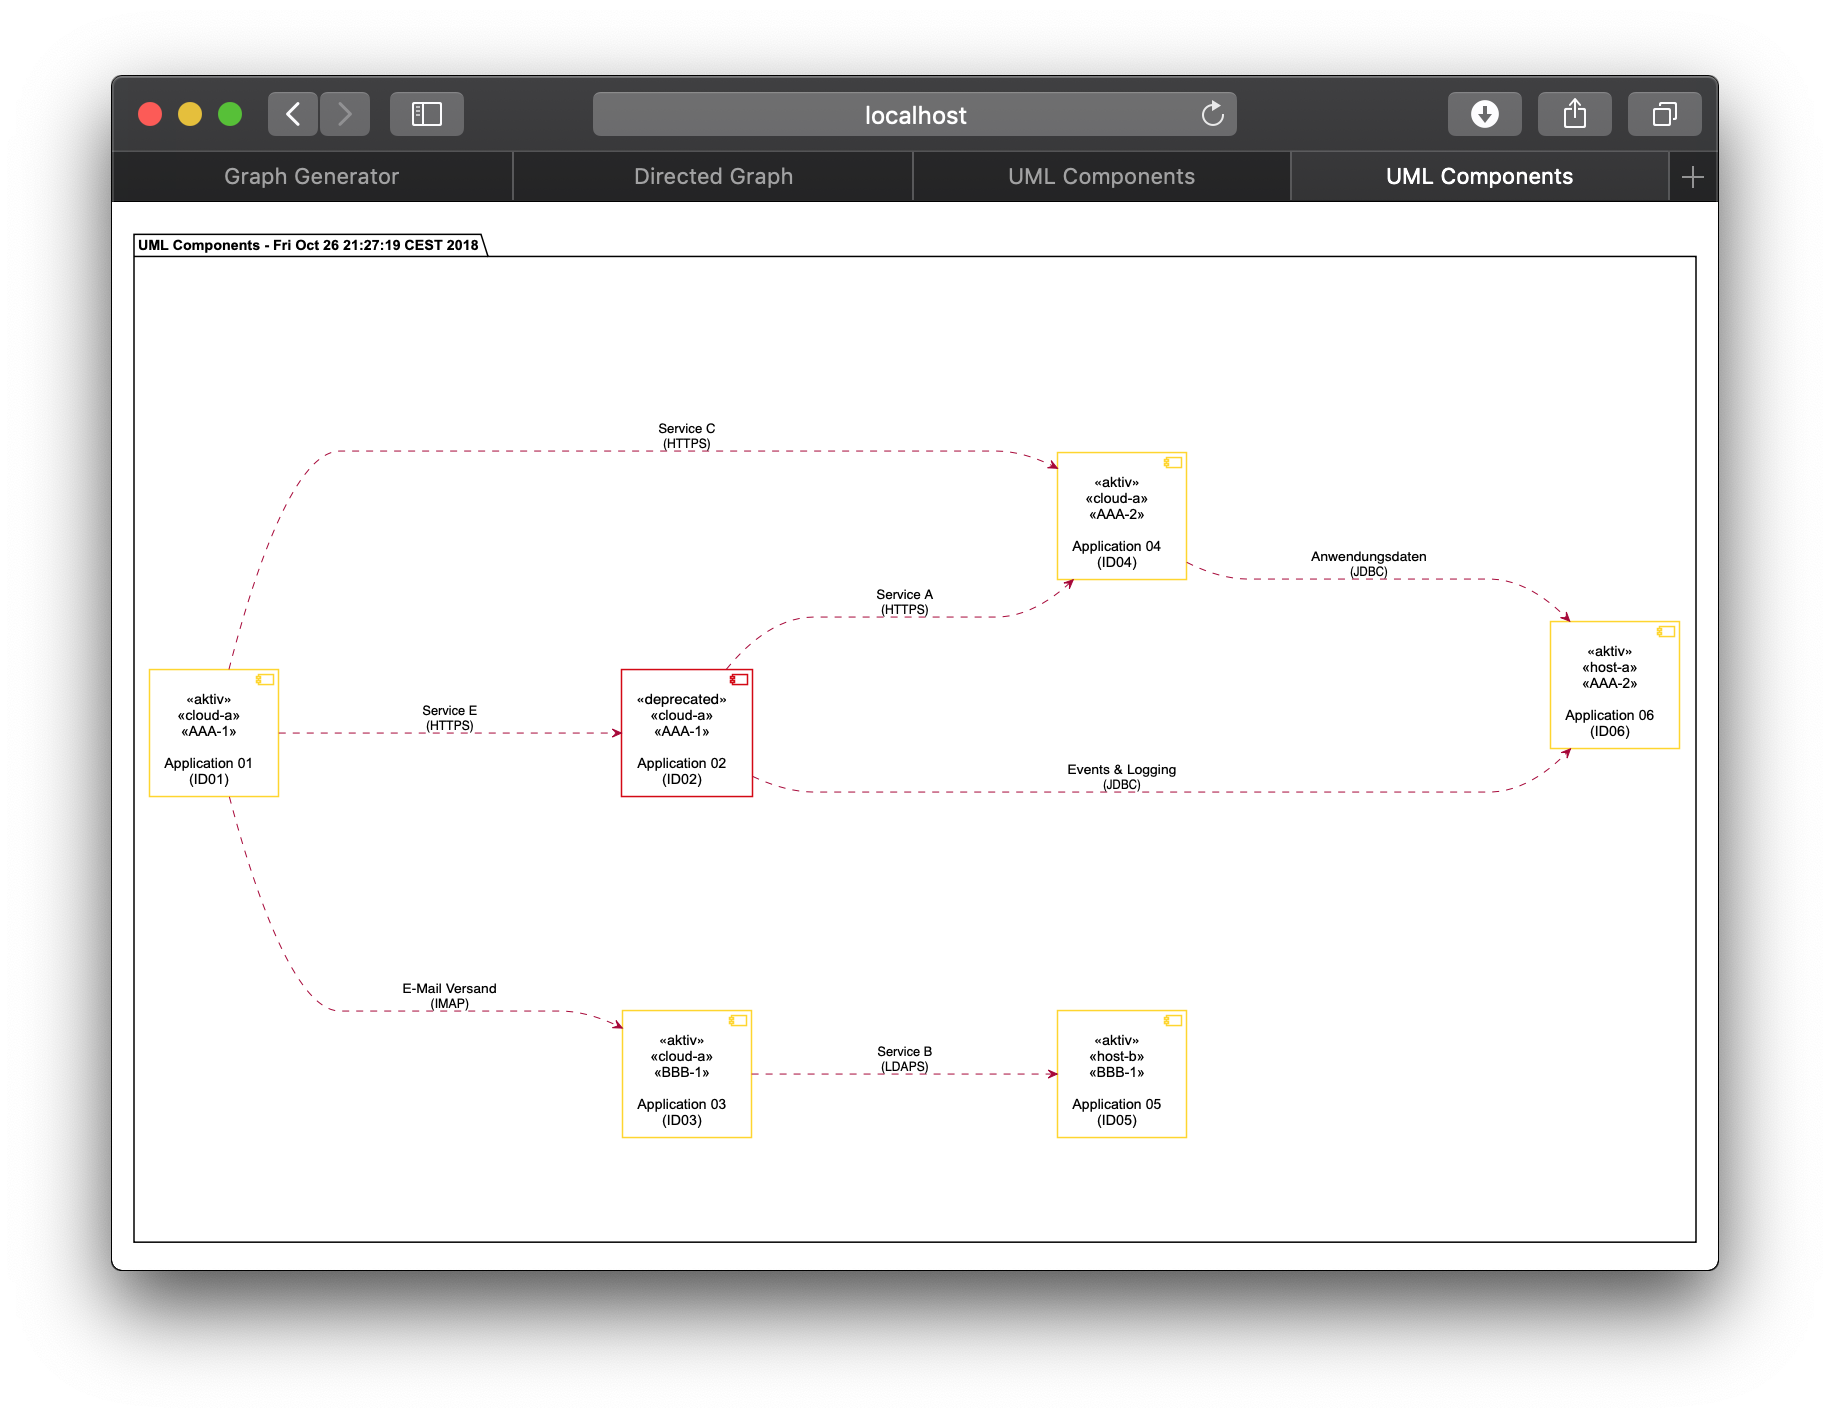 localhost
Graph Generator
Directed Graph
UML Components
UML Components
UML Components - Fri Oct 26 21:27:19 CEST 2018
Service C
(HTTPS)
«aktiv»
«cloud-a»
«AAA-2»
Application 04
(ID04)
Anwendungsdaten
(JDBC)
Service A
(HTTPS)
«aktiv»
«host-a»
«AAA-2»
Application 06
(ID06)
«aktiv»
«cloud-a»
«AAA-1»
Application 01
(ID01)
Service E
(HTTPS)
«deprecated»
«cloud-a»
«AAA-1»
Application 02
(ID02)
Events & Logging
(JDBC)
E-Mail Versand
(IMAP)
«aktiv»
«cloud-a»
«BBB-1»
Application 03
(ID03)
Service B
(LDAPS)
«aktiv»
«host-b»
«BBB-1»
Application 05
(ID05)